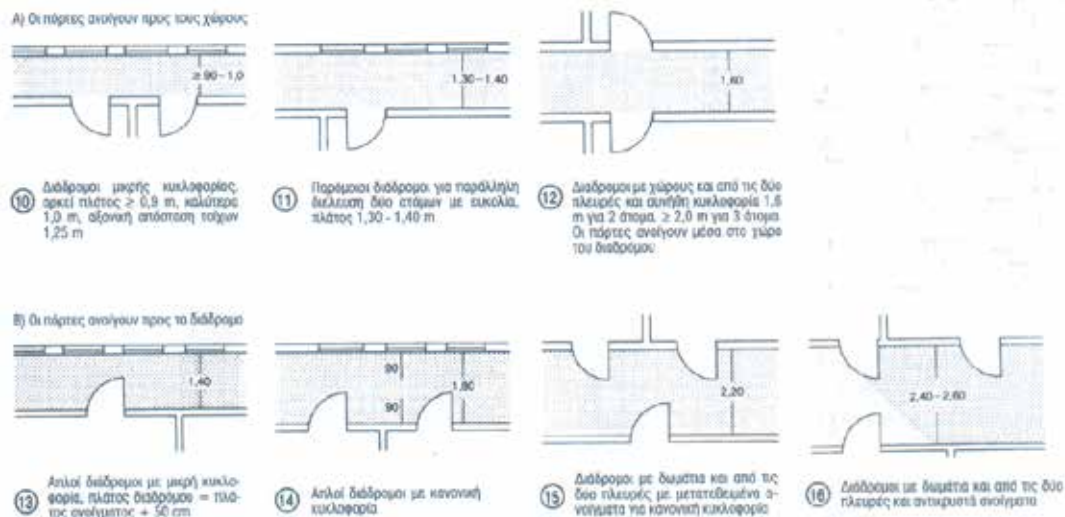 Α) Οι πόρτες ανοίγουν προς τους χώρους
≥ 90 - 1,0
1,30 - 1,40
1,60
10 Διάδρομοι μικρής κυκλοφορίας,
αρκεί πλάτος ≥ 0,9 m, καλύτερα
1,0 m, αξονική απόσταση τοίχων
1,25 m
11 Παρόμοιοι διάδρομοι για παράλληλη
διέλευση δύο ατόμων με ευκολία,
πλάτος 1,30 - 1,40 m
12 Διάδρομοι με χώρους και από τις δύο
πλευρές και συνήθη κυκλοφορία 1,6
m για 2 άτομα, ≥ 2,0 m για 3 άτομα
Οι πόρτες ανοίγουν μέσα στο χώρο
του διαδρόμου
Β) Οι πόρτες ανοίγουν προς το διάδρομο
1,40
90
90
1,80
2,20
2,40 - 2,60
13 Απλοί διάδρομοι με μικρή κυκλο-
φορία, πλάτος διαδρόμου = πλά-
τος ανοίγματος + 50 cm
14 Απλοί διάδρομοι με κανονική
κυκλοφορία
15 Διάδρομοι με δωμάτια και από τις
δύο πλευρές με μετατεθειμένα α-
νοίγματα για κανονική κυκλοφορία
16 Διάδρομοι με δωμάτια και από τις δύο
πλευρές και αντικρυστά ανοίγματα